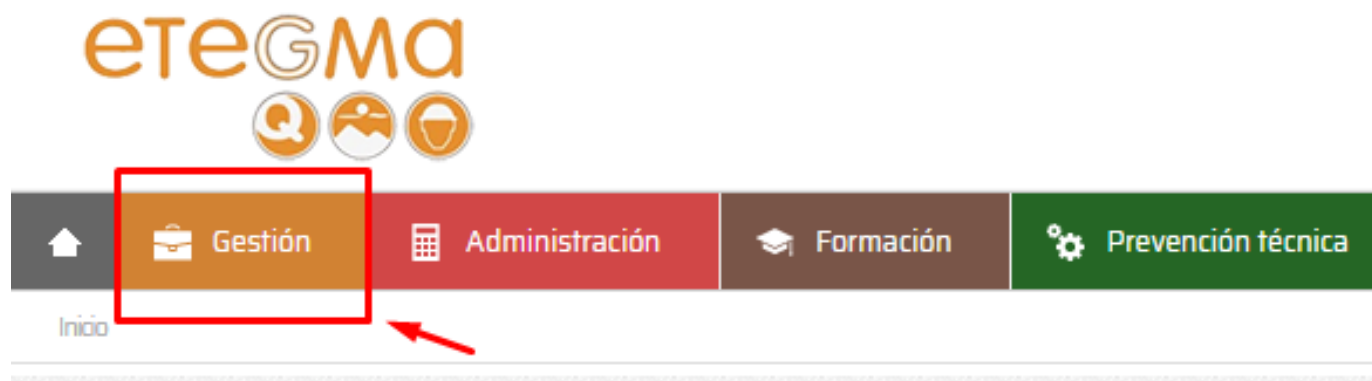 eTeGMa
Q
Gestión Administración Formación Prevención técnica
Inicio